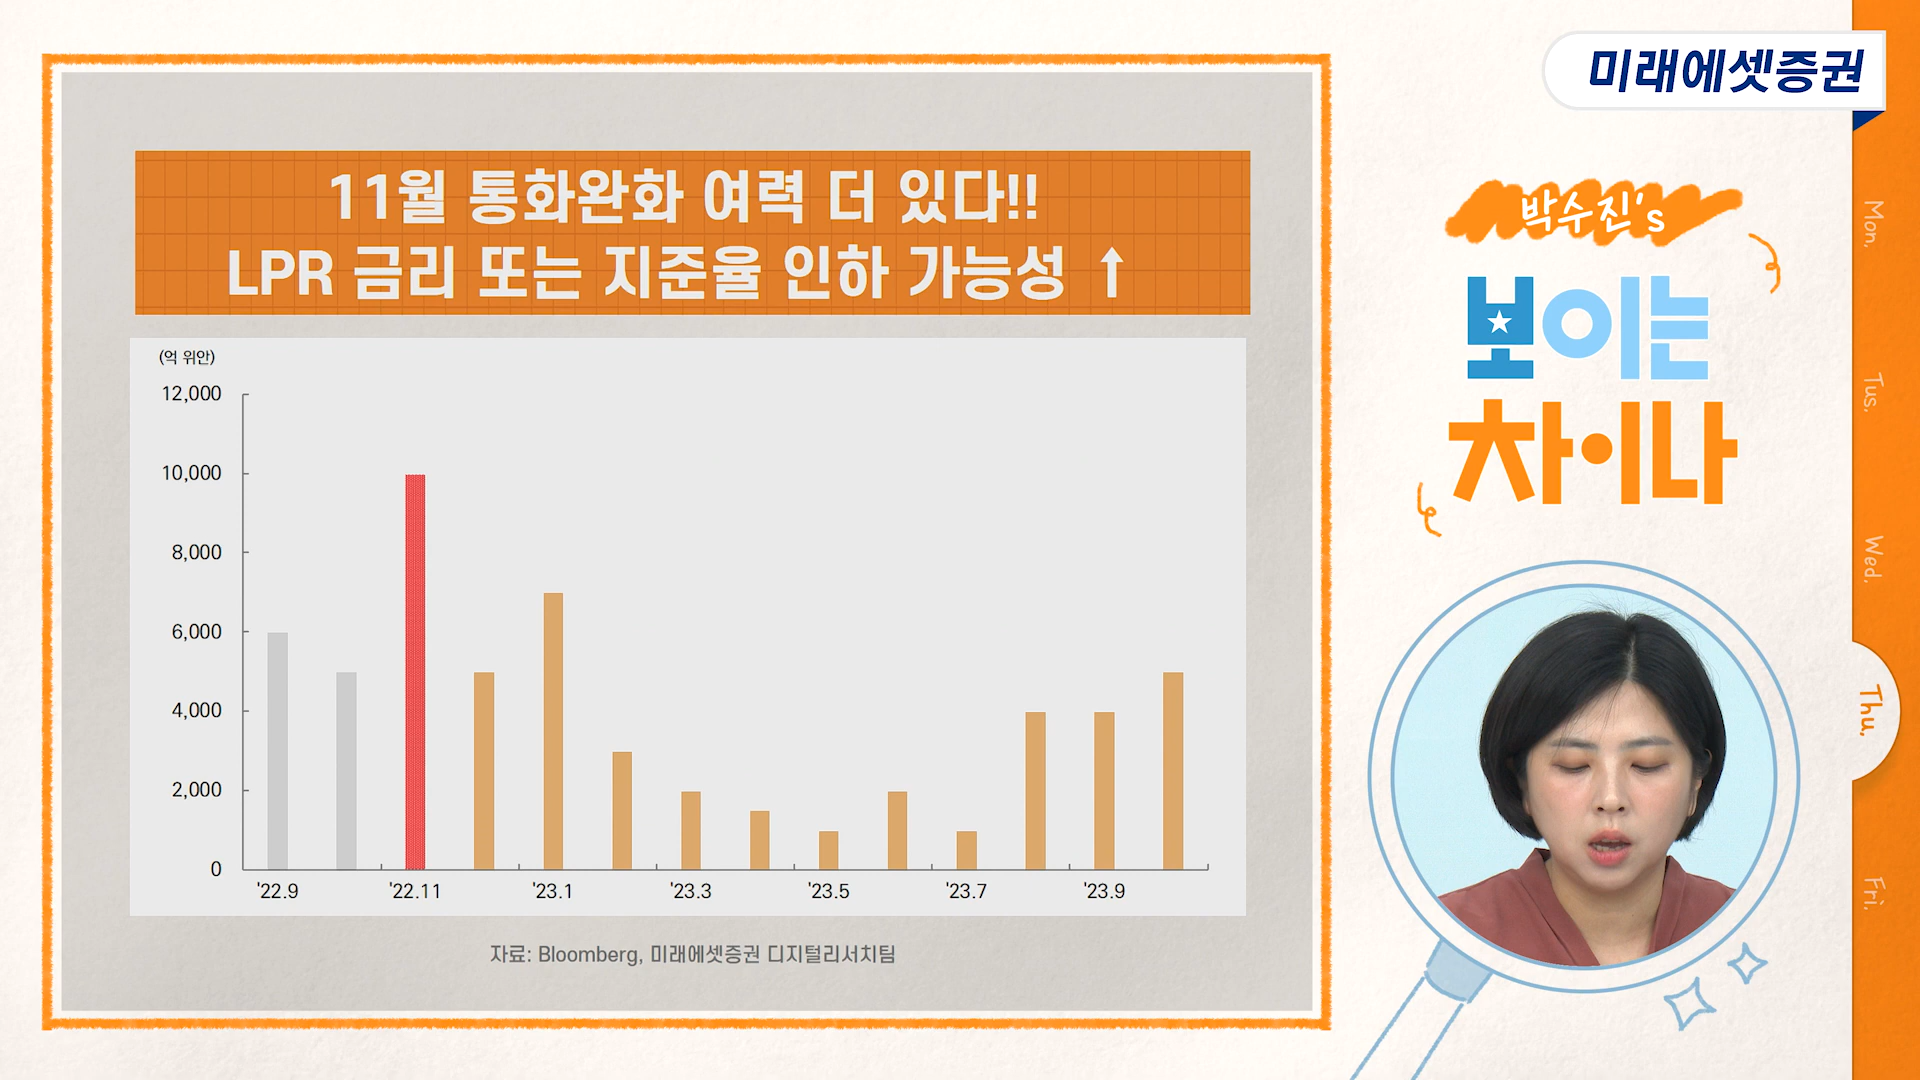 11월 통화완화 여력 더 있다!!
LPR 금리 또는 지준율 인하 가능성 ↑
(억 위안)
12,000
10,000
8,000
6,000
4,000
2,000
0
'22.9
'22.11
'23.1
'23.3
'23.5
'23.7
'23.9
자료: Bloomberg, 미래에셋증권 디지털리서치팀
미래에셋증권
박수진's
보이는
차이나
Mon.
Tus.
Wed.
Thu.
Fri.